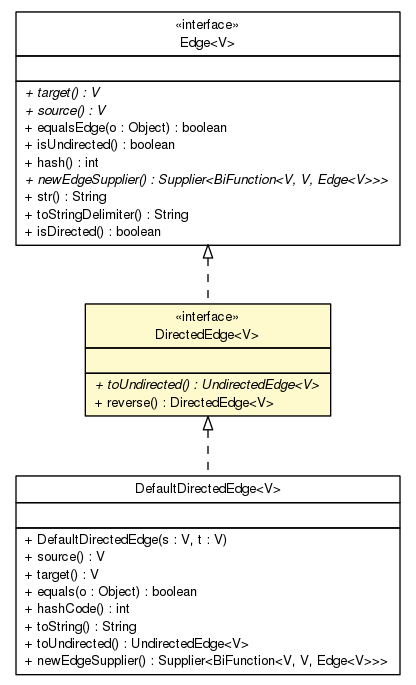 «interface»
Edge<V>
+ target() : V
+ source() : V
+ equalsEdge(o : Object) : boolean
+ isUndirected() : boolean
+ hash() : int
+ newEdgeSupplier() : Supplier<BiFunction<V, V, Edge<V>>>
+ str() : String
+ toStringDelimiter() : String
+ isDirected() : boolean
«interface»
DirectedEdge<V>
+ toUndirected() : UndirectedEdge<V>
+ reverse() : DirectedEdge<V>
DefaultDirectedEdge<V>
+ DefaultDirectedEdge(s : V, t : V)
+ source() : V
+ target() : V
+ equals(o : Object) : boolean
+ hashCode() : int
+ toString() : String
+ toUndirected() : UndirectedEdge<V>
+ newEdgeSupplier() : Supplier<BiFunction<V, V, Edge<V>>>